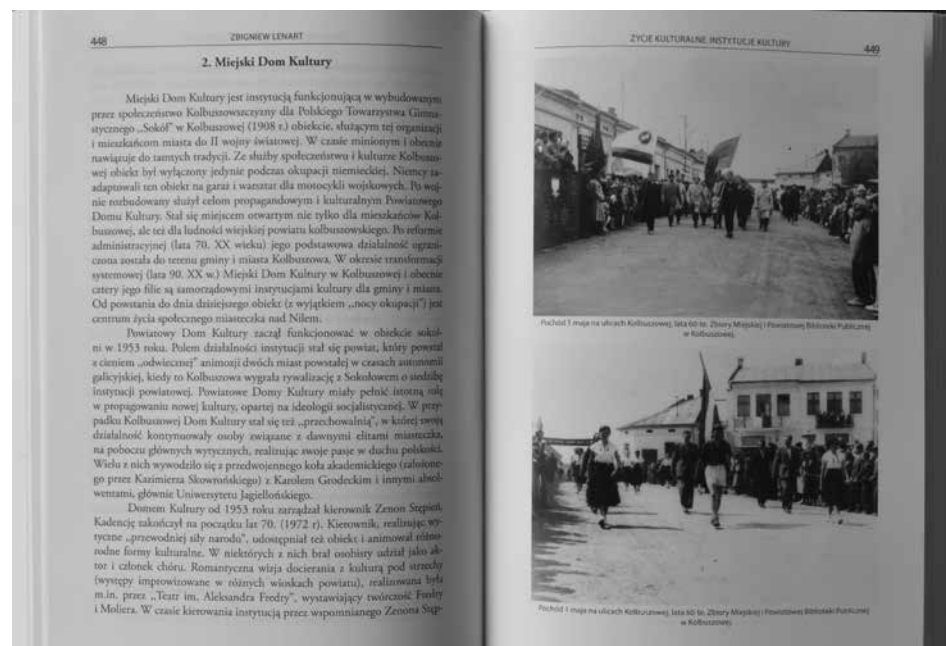 448
ZBIGNIEW LENART
2. Miejski Dom Kultury
Miejski Dom Kultury jest instytucją funkcjonującą w wybudowanym
przez społeczeństwo Kolbuszowszczyzny dla Polskiego Towarzystwa Gimna-
stycznego „Sokół” w Kolbuszowej (1908 r.) obiekcie, służącym tej organizacji
i mieszkańcom miasta do II wojny światowej. W czasie minionym i obecnie
nawiązuje do tamtych tradycji. Ze służby społeczeństwu i kulturze Kolbuszo-
wej obiekt był wyłączony jedynie podczas okupacji niemieckiej. Niemcy za-
adaptowali ten obiekt na garaż i warsztat dla motocykli wojskowych. Po woj-
nie rozbudowany służył celom propagandowym i kulturalnym Powiatowego
Domu Kultury. Stał się miejscem otwartym nie tylko dla mieszkańców Kol-
buszowej, ale też dla ludności wiejskiej powiatu kolbuszowskiego. Po reformie
administracyjnej (lata 70. XX wieku) jego podstawowa działalność ograni-
czona została do terenu gminy i miasta Kolbuszowa. W okresie transformacji
systemowej (lata 90. XX w.) Miejski Dom Kultury w Kolbuszowej i obecnie
cztery jego filie są samorządowymi instytucjami kultury dla gminy i miasta.
Od powstania do dnia dzisiejszego obiekt (z wyjątkiem „nocy okupacji”) jest
centrum życia społecznego miasteczka nad Nilem.
Powiatowy Dom Kultury zaczął funkcjonować w obiekcie sokol-
ni w 1953 roku. Polem działalności instytucji stał się powiat, który powstał
z cieniem „odwiecznej” animozji dwóch miast powstałej w czasach autonomii
galicyjskiej, kiedy to Kolbuszowa wygrała rywalizację z Sokołowem o siedzibę
instytucji powiatowej. Powiatowe Domy Kultury miały pełnić istotną rolę
w propagowaniu nowej kultury, opartej na ideologii socjalistycznej. W przy-
padku Kolbuszowej Dom Kultury stał się też „przechowalnią”, w której swoją
działalność kontynuowały osoby związane z dawnymi elitami miasteczka,
na poboczu głównych wytycznych, realizując swoje pasje w duchu polskości.
Wielu z nich wywodziło się z przedwojennego koła akademickiego (założone-
go przez Kazimierza Skowrońskiego) z Karolem Grodeckim i innymi absol-
wentami, głównie Uniwersytetu Jagiellońskiego.
Domem Kultury od 1953 roku zarządzał kierownik Zenon Stępień.
Kadencję zakończył na początku lat 70. (1972 r). Kierownik, realizując wy-
tyczne „przewodniej siły narodu”, udostępniał też obiekt i animował różno-
rodne formy kulturalne. W niektórych z nich brał osobisty udział jako ak-
tor i członek chóru. Romantyczna wizja docierania z kulturą pod strzechy
(występy improwizowane w różnych wioskach powiatu), realizowana była
m.in. przez „Teatr im. Aleksandra Fredry”, wystawiający twórczość Fredry
i Moliera. W czasie kierowania instytucją przez wspomnianego Zenona Stęp-
ŻYCIE KULTURALNE. INSTYTUCJE KULTURY
449
Pochód 1 maja na ulicach Kolbuszowej, lata 60-te. Zbiory Miejskiej i Powiatowej Biblioteki Publicznej
w Kolbuszowej.
Pochód 1 maja na ulicach Kolbuszowej, lata 60-te. Zbiory Miejskiej i Powiatowej Biblioteki Publicznej
w Kolbuszowej.